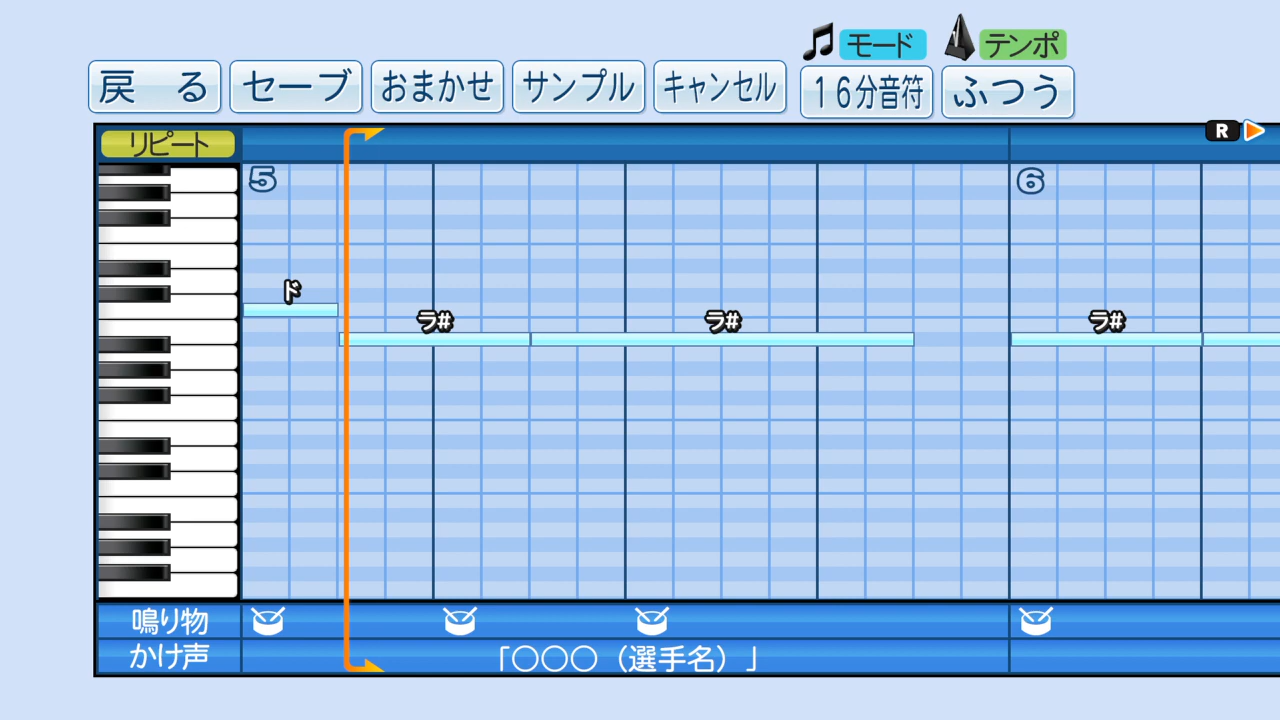 モード テンポ
戻 る セーブ おまかせ サンプル キャンセル 16分音符 ふつう
リピート R
5 6
ド
ラ# ラ# ラ#
鳴り物
かけ声 「○○○（選手名）」